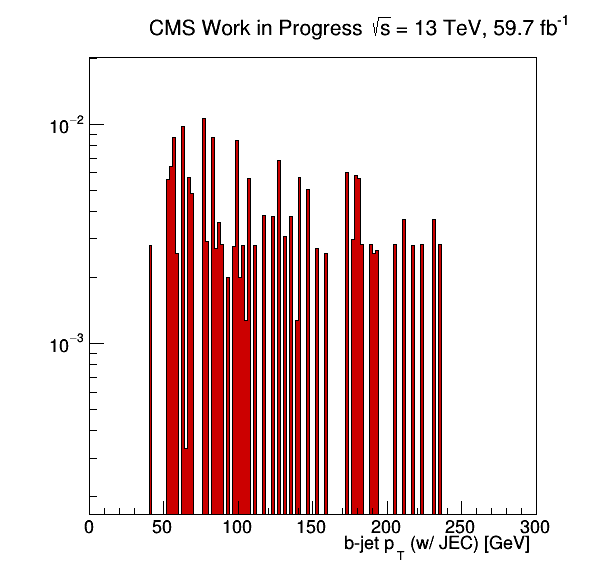 CMS Work in Progress √s = 13 TeV, 59.7 fb⁻¹
10⁻²
10⁻³
0 50 100 150 200 250 300
b-jet p_T (w/ JEC) [GeV]